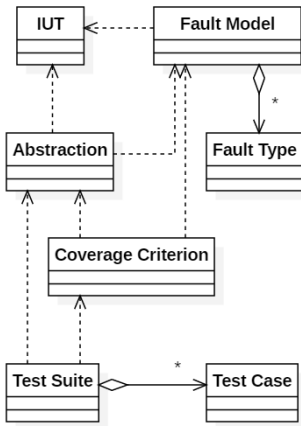 IUT
Fault Model
*
Abstraction
Fault Type
Coverage Criterion
*
Test Suite
Test Case